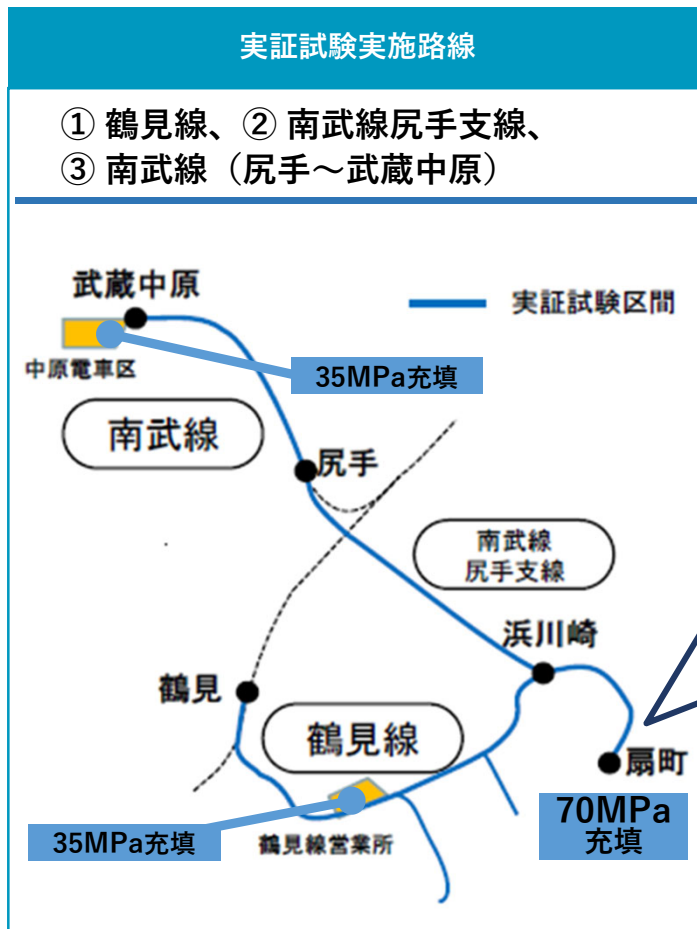 実証試験実施路線
① 鶴見線、② 南武線尻手支線、
③ 南武線（尻手～武蔵中原）
武蔵中原
実証試験区間
中原電車区
35MPa充填
南武線
尻手
南武線
尻手支線
浜川崎
鶴見
鶴見線
扇町
70MPa
充填
35MPa充填
鶴見線営業所